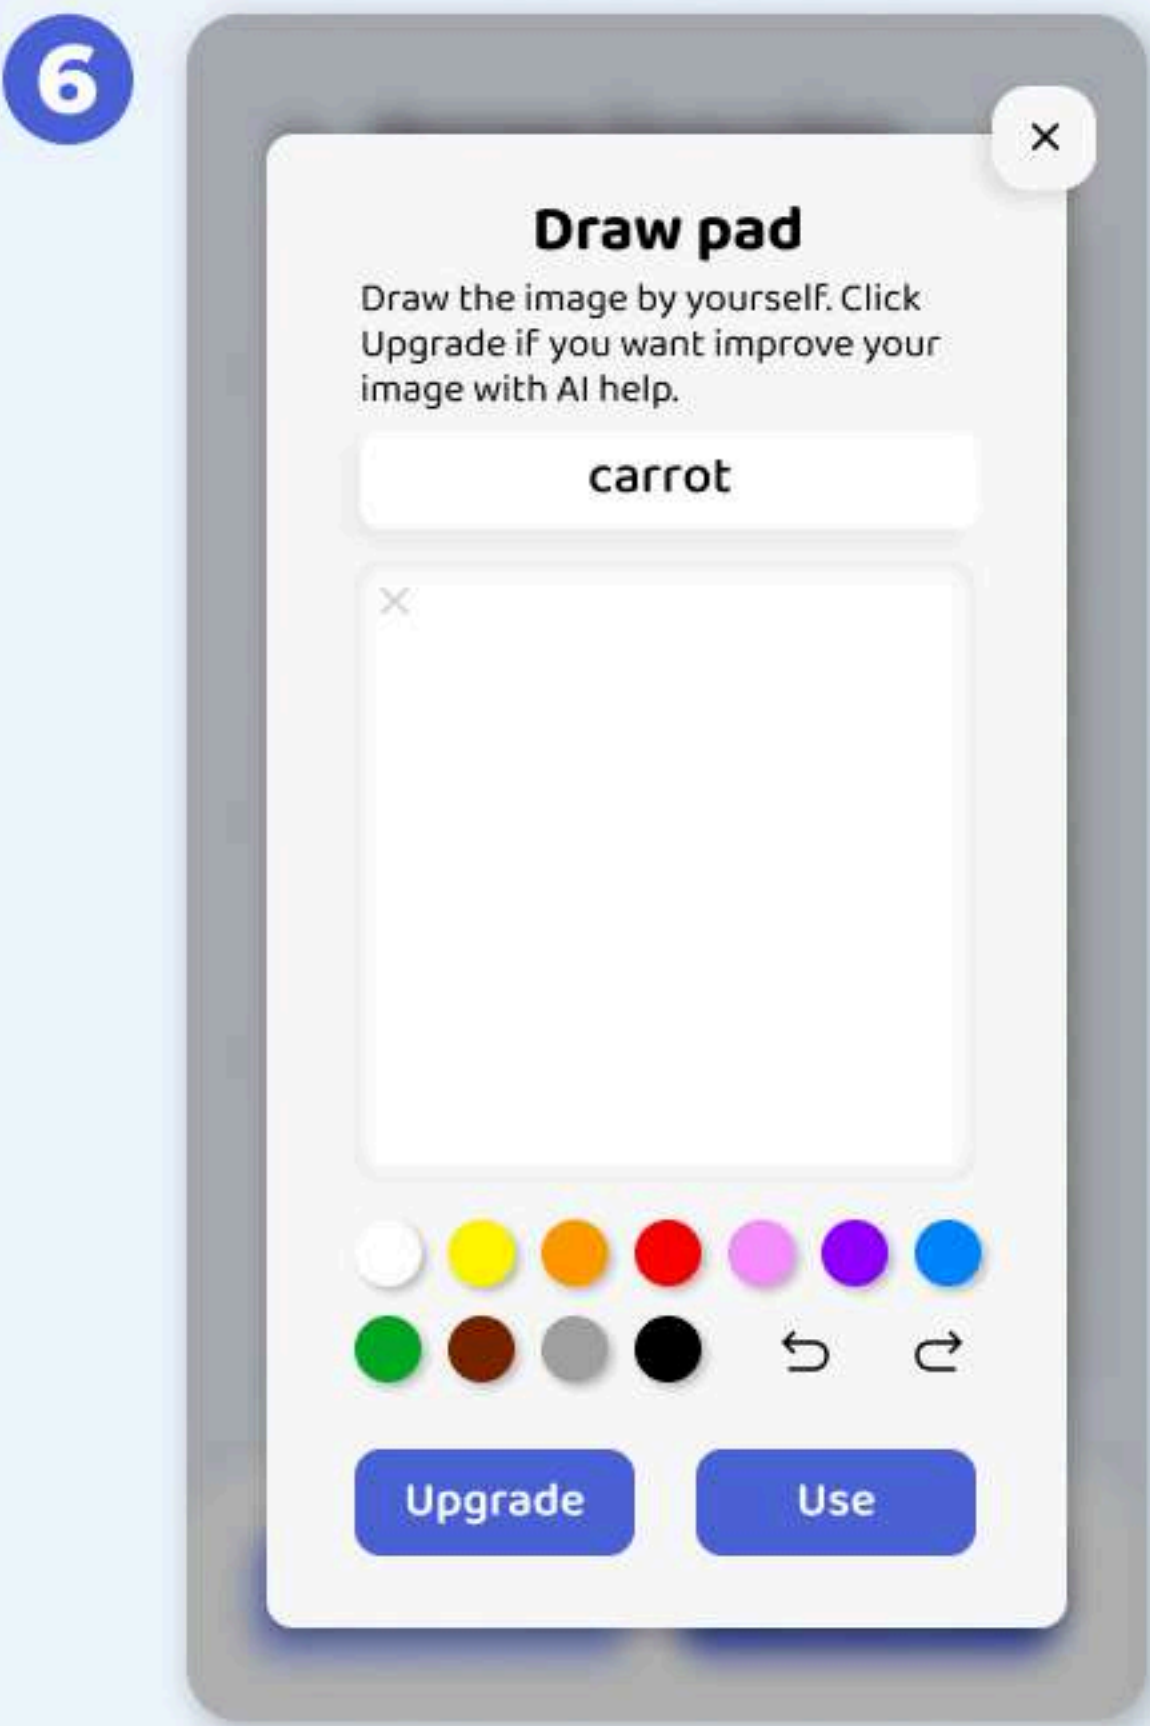 6
Draw pad
Draw the image by yourself. Click
Upgrade if you want improve your
image with AI help.
carrot
Upgrade
Use